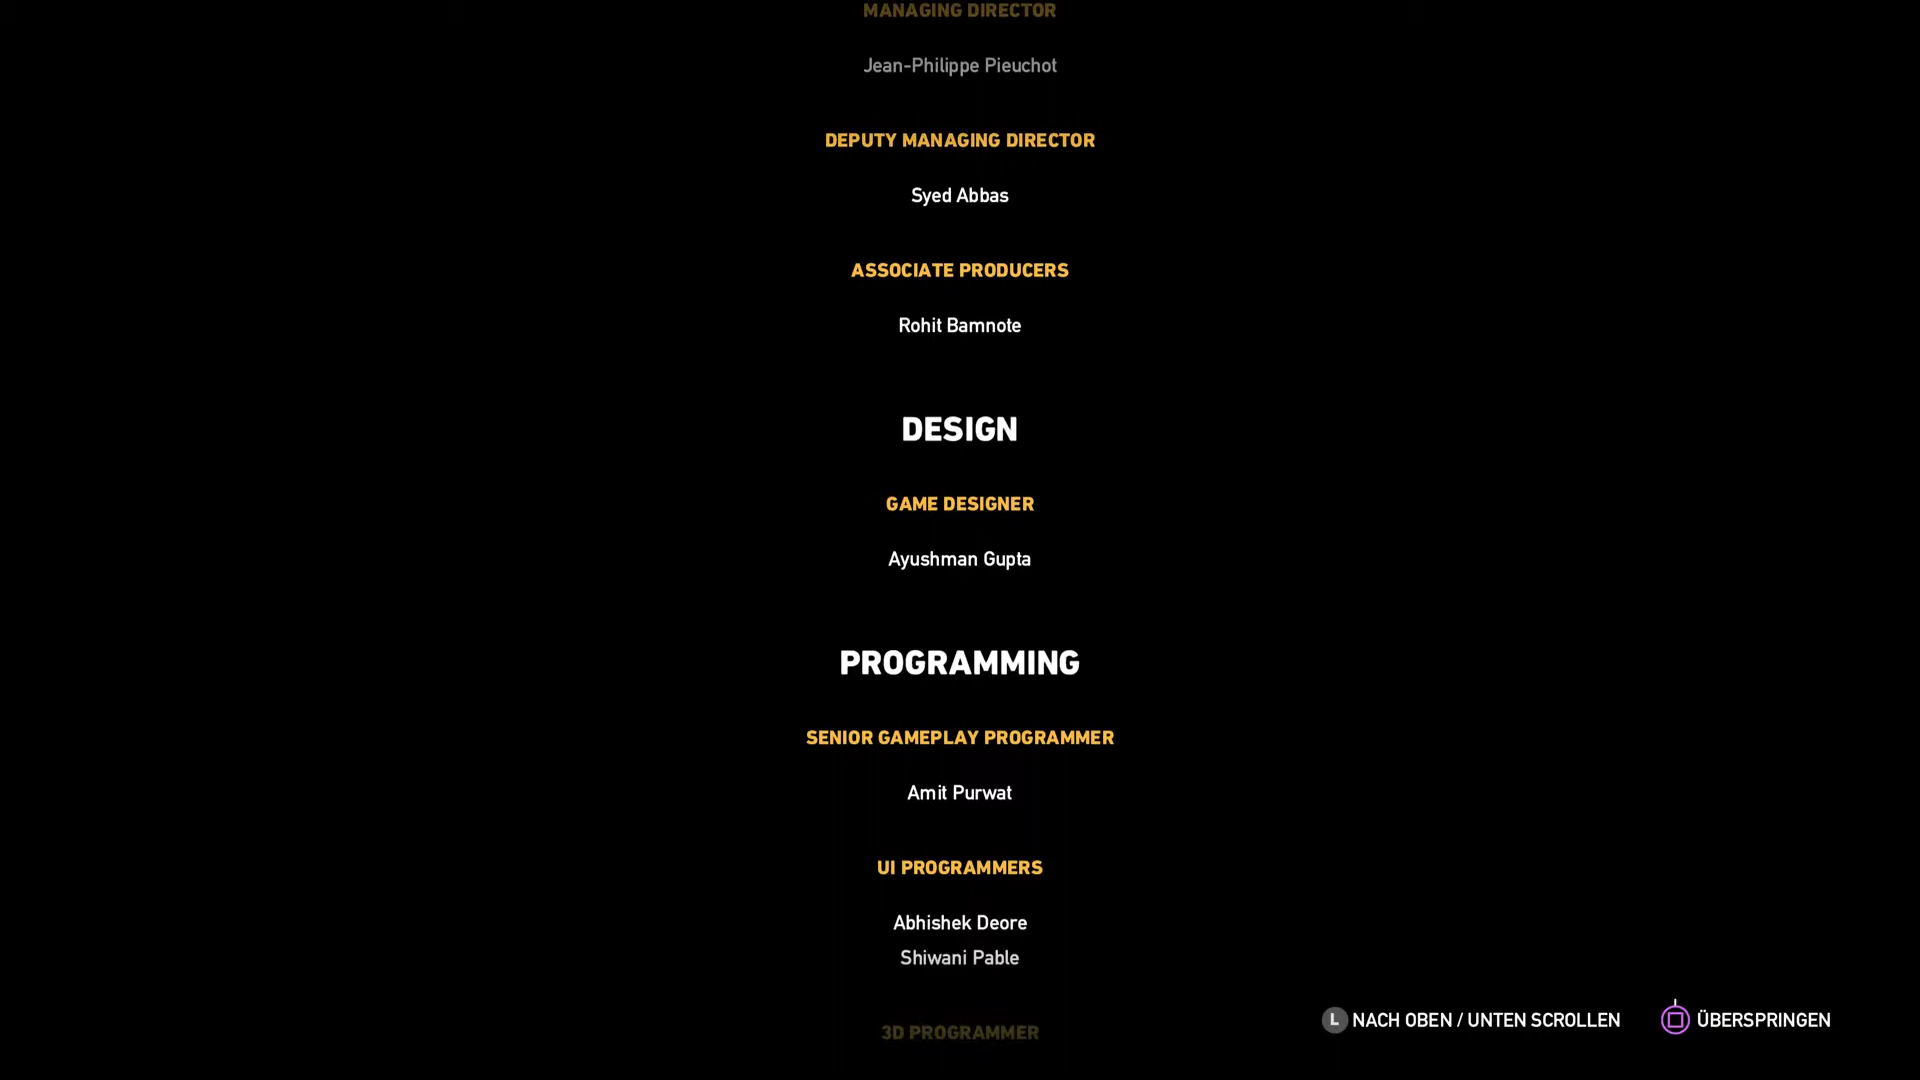 MANAGING DIRECTOR
Jean-Philippe Pieuchot
DEPUTY MANAGING DIRECTOR
Syed Abbas
ASSOCIATE PRODUCERS
Rohit Bamnote
DESIGN
GAME DESIGNER
Ayushman Gupta
PROGRAMMING
SENIOR GAMEPLAY PROGRAMMER
Amit Purwat
UI PROGRAMMERS
Abhishek Deore
Shiwani Pable
3D PROGRAMMER
L NACH OBEN / UNTEN SCROLLEN ÜBERSPRINGEN